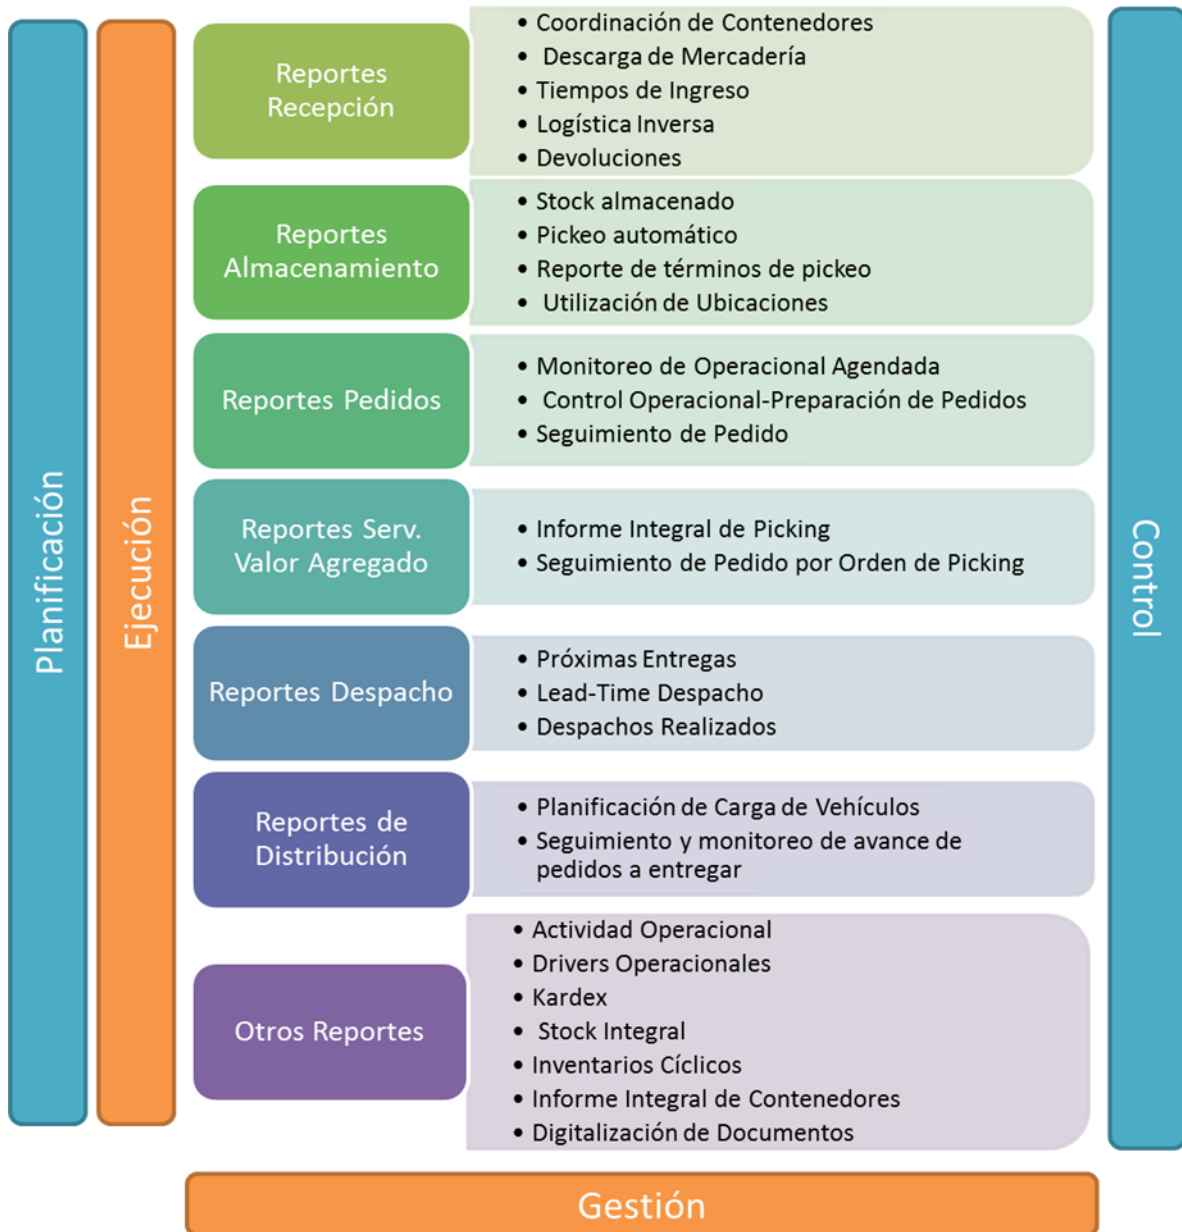 Planificación
Ejecución
Reportes
Recepción
• Coordinación de Contenedores
• Descarga de Mercadería
• Tiempos de Ingreso
• Logística Inversa
• Devoluciones
Reportes
Almacenamiento
• Stock almacenado
• Pickeo automático
• Reporte de términos de pickeo
• Utilización de Ubicaciones
Reportes Pedidos
• Monitoreo de Operacional Agendada
• Control Operacional-Preparación de Pedidos
• Seguimiento de Pedido
Reportes Serv.
Valor Agregado
• Informe Integral de Picking
• Seguimiento de Pedido por Orden de Picking
Reportes Despacho
• Próximas Entregas
• Lead-Time Despacho
• Despachos Realizados
Reportes de
Distribución
• Planificación de Carga de Vehículos
• Seguimiento y monitoreo de avance de
pedidos a entregar
Otros Reportes
• Actividad Operacional
• Drivers Operacionales
• Kardex
• Stock Integral
• Inventarios Cíclicos
• Informe Integral de Contenedores
• Digitalización de Documentos
Control
Gestión